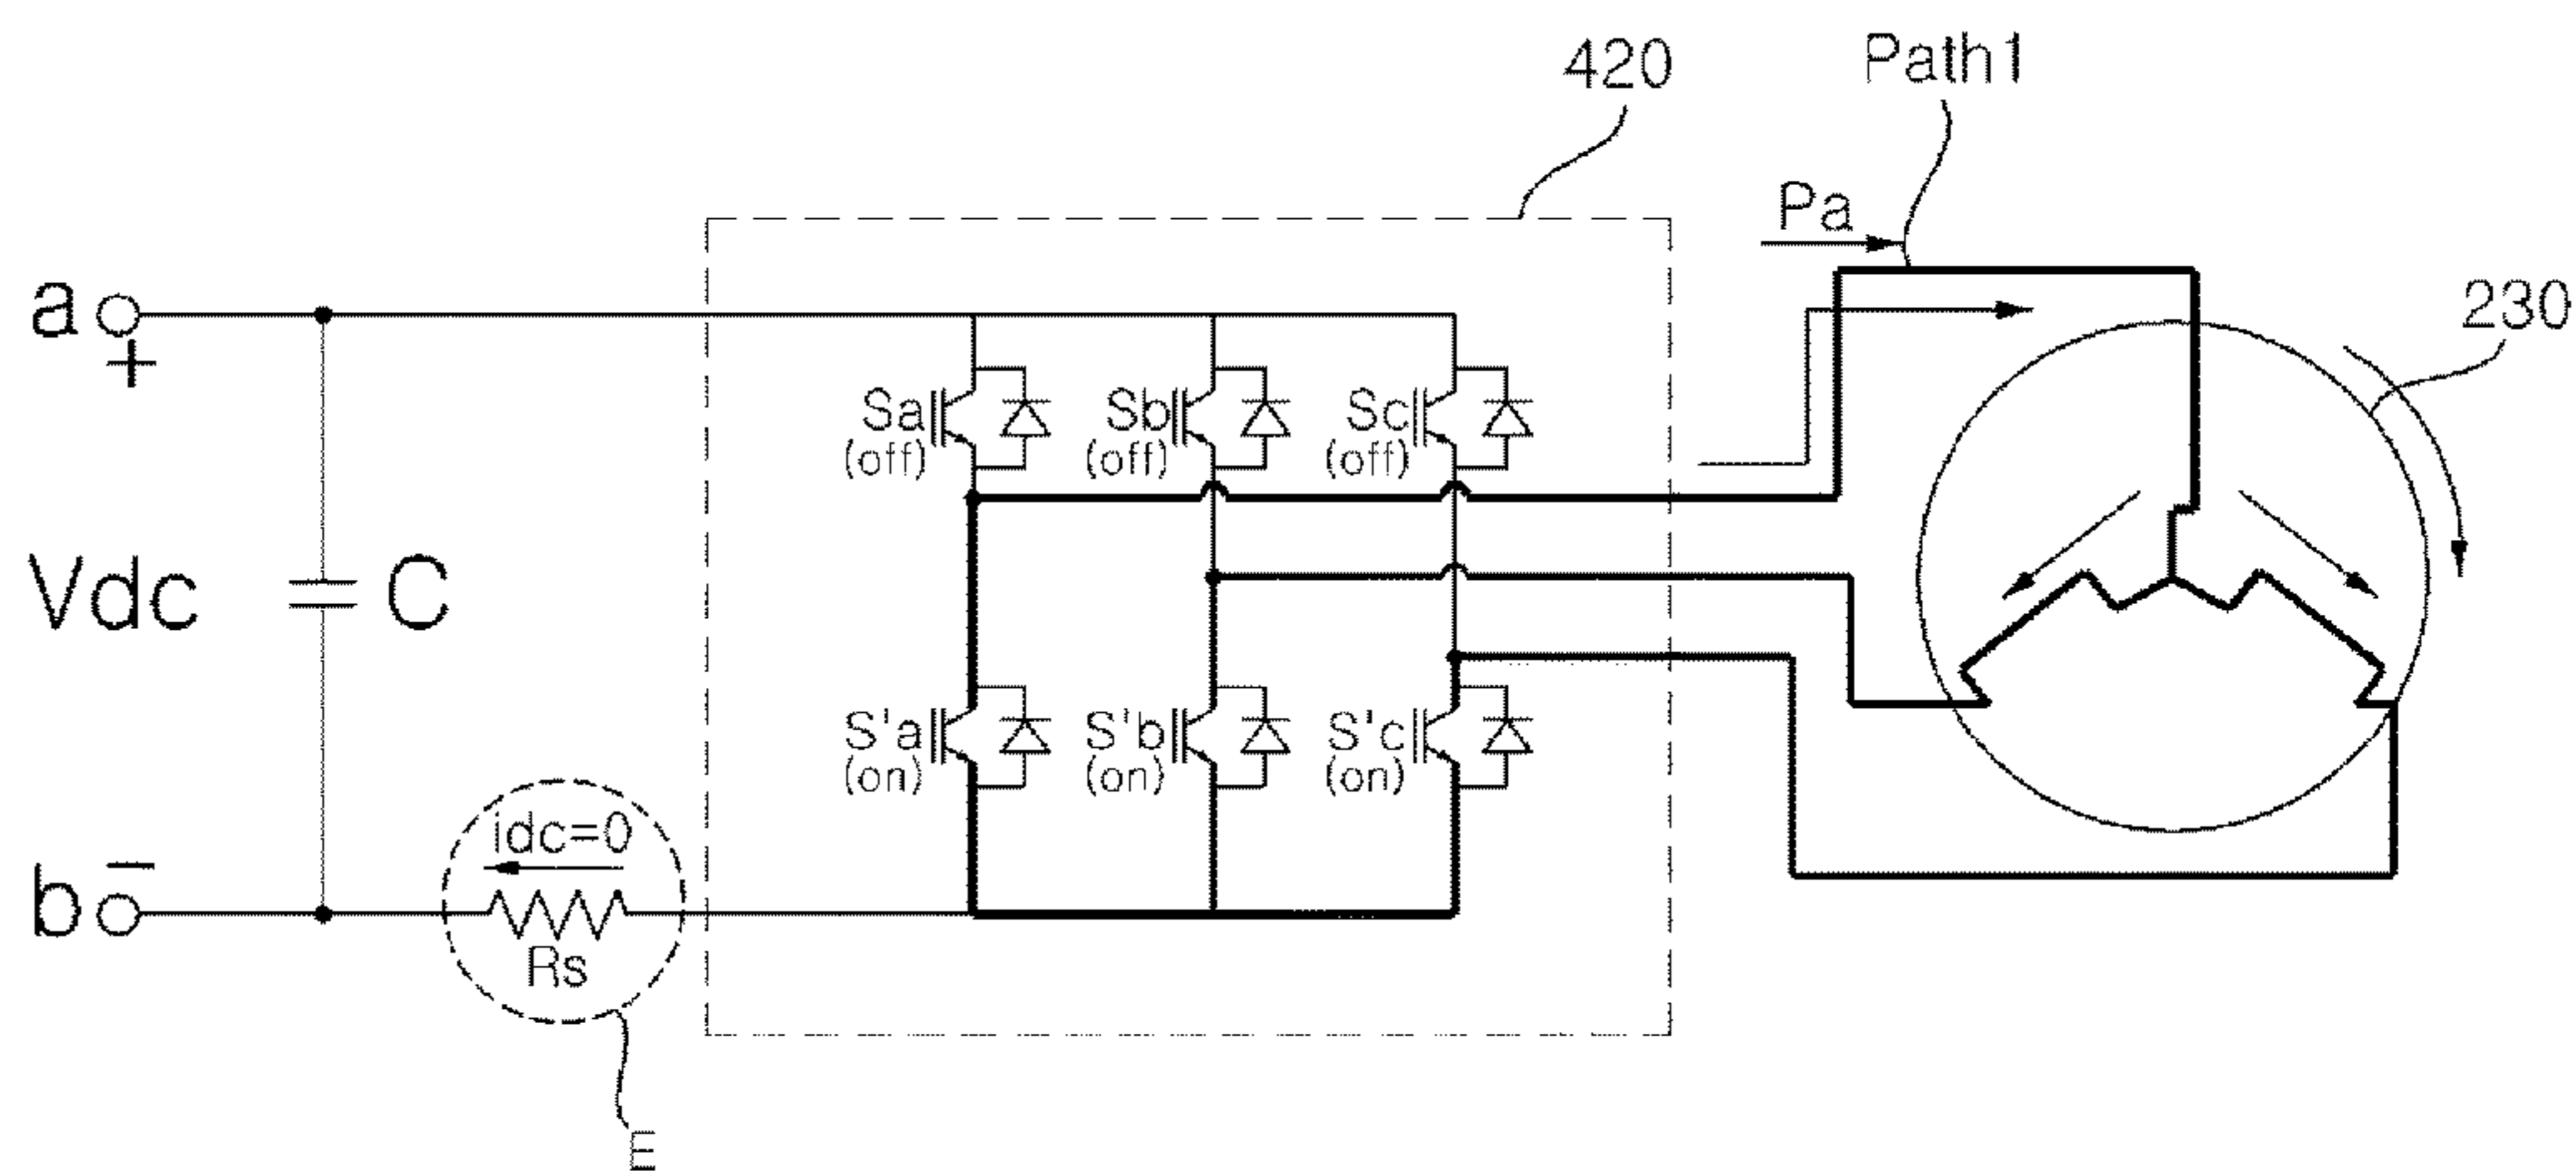 420
Path1
Pa
230
a
+
Sa
(off)
Sb
(off)
Sc
(off)
Vdc
C
S'a
(on)
S'b
(on)
S'c
(on)
idc=0
b
−
Rs
E